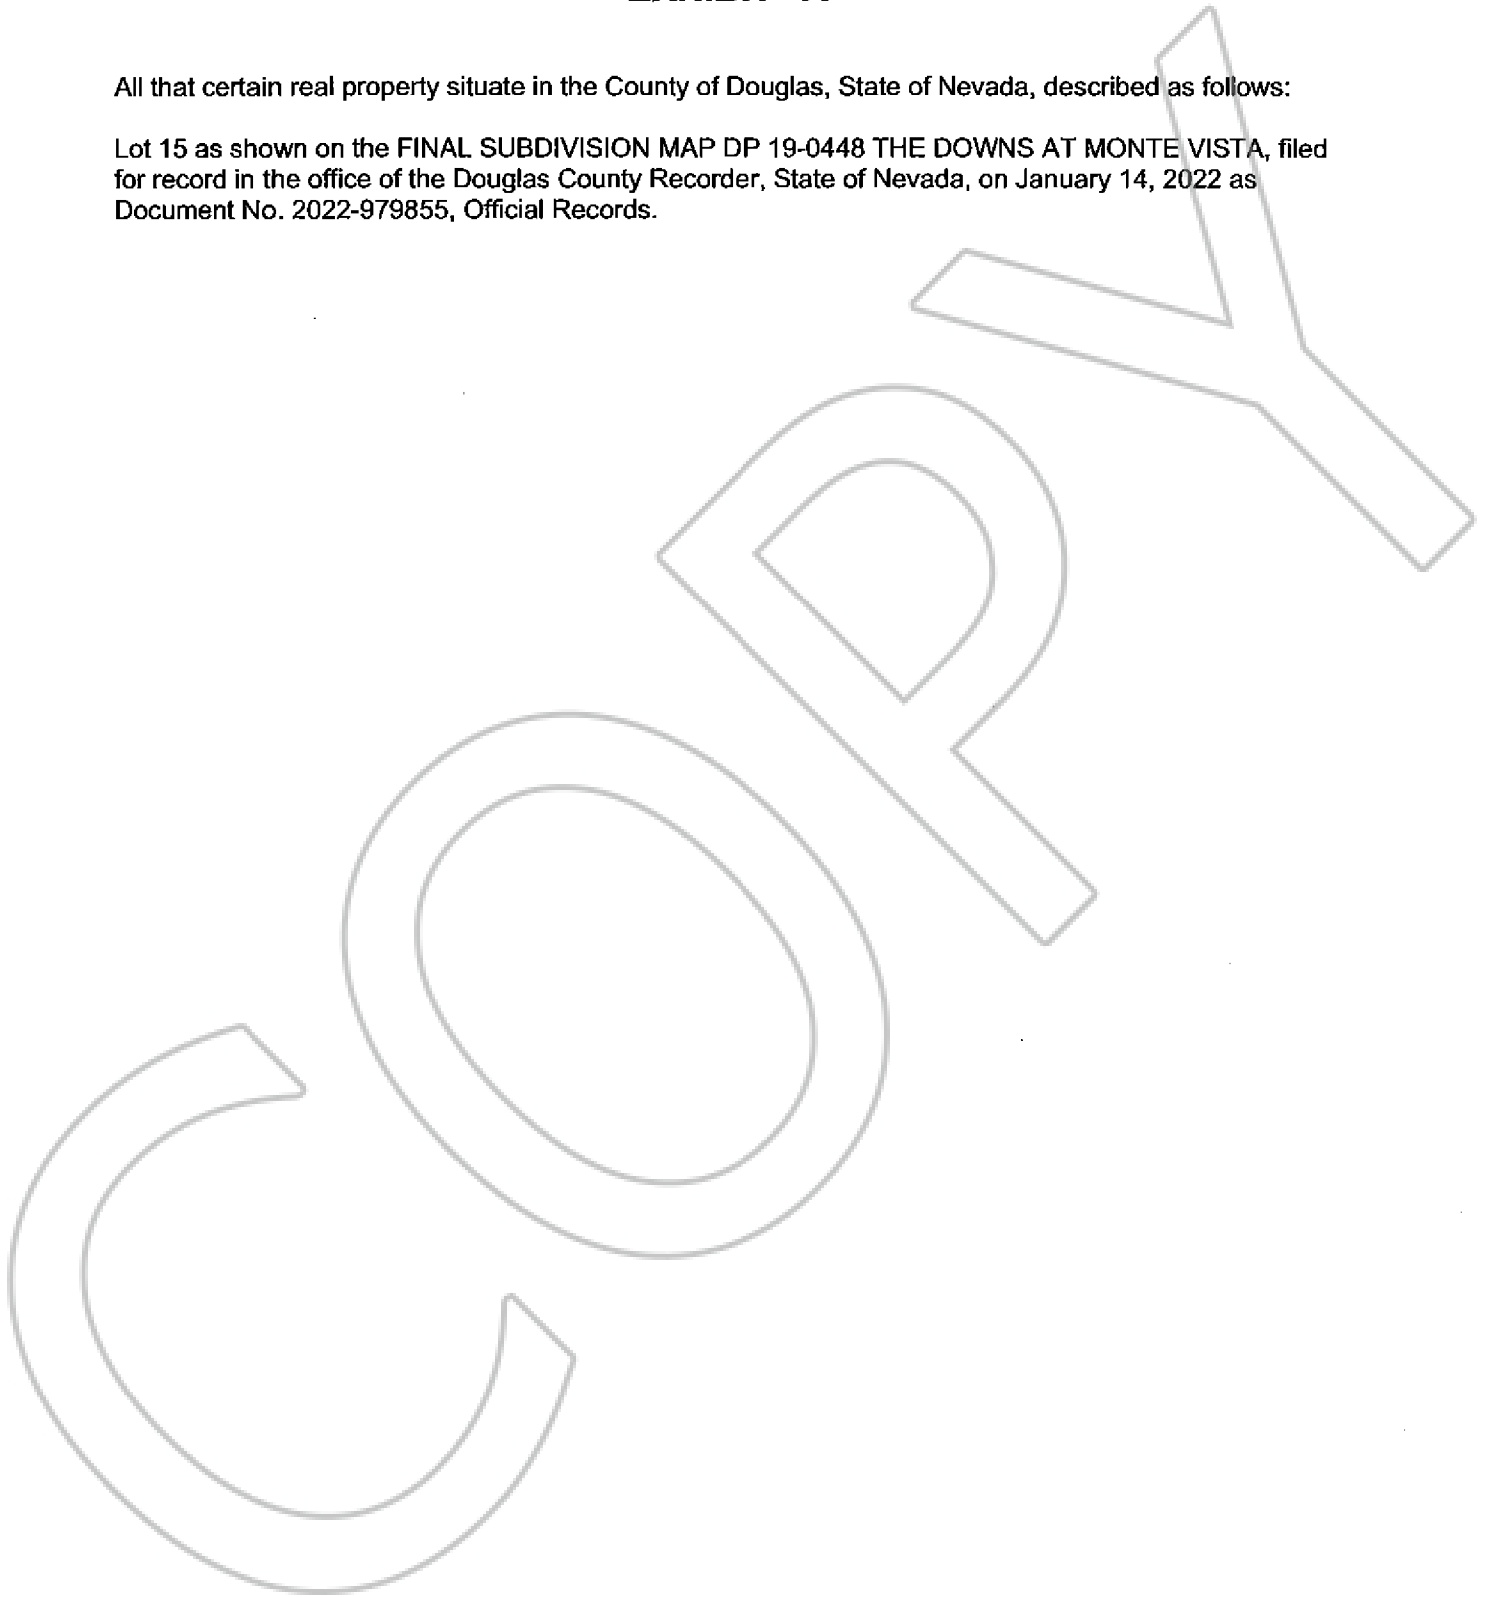 All that certain real property situate in the County of Douglas, State of Nevada, described as follows:
Lot 15 as shown on the FINAL SUBDIVISION MAP DP 19-0448 THE DOWNS AT MONTE VISTA, filed
for record in the office of the Douglas County Recorder, State of Nevada, on January 14, 2022 as
Document No. 2022-979855, Official Records.
COPY